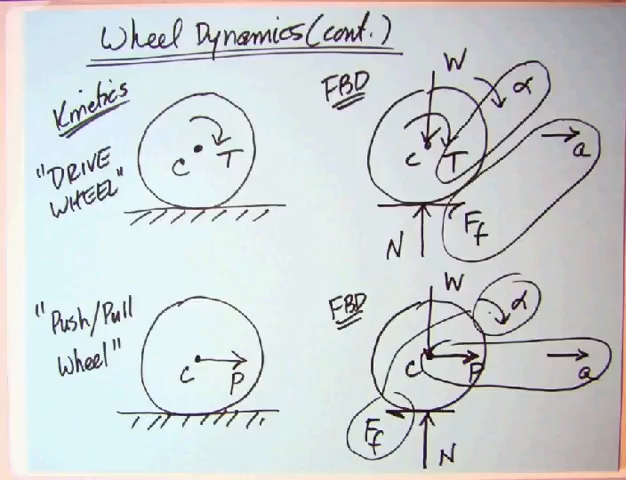 Wheel Dynamics (cont.)
Kinetics
"DRIVE
WHEEL"
C
T
FBD
W
α
C
T
a
N
Ff
"Push/Pull
Wheel"
C
P
FBD
W
α
C
P
a
Ff
N